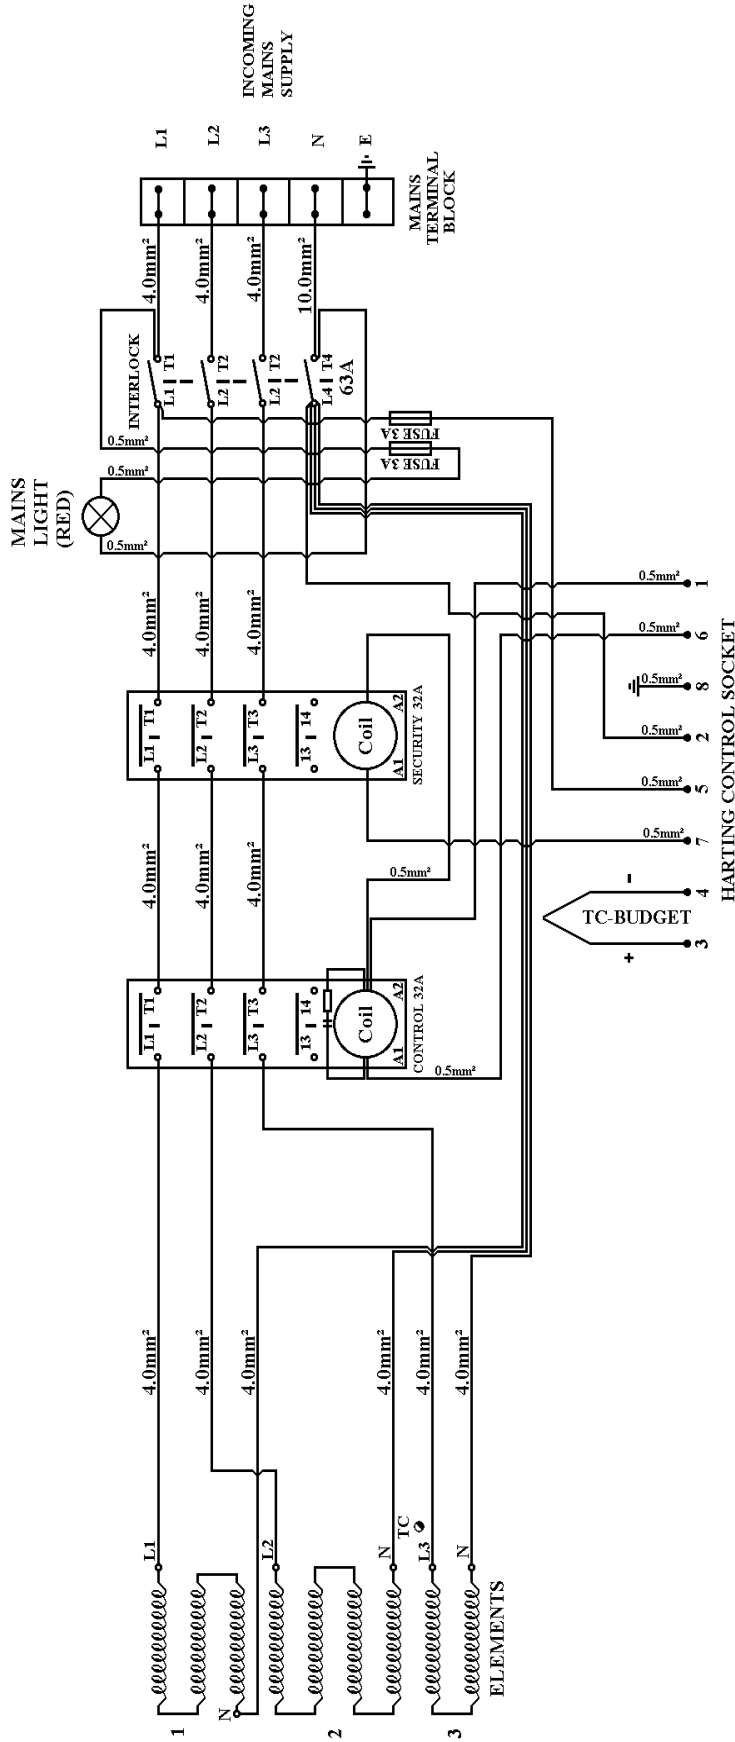 INCOMING
MAINS
SUPPLY
L1
L2
L3
N
E
MAINS
TERMINAL
BLOCK
4.0mm²
4.0mm²
4.0mm²
10.0mm²
INTERLOCK
L1 T1
L2 T2
L2 T2
L4 T4
63A
FUSE 3A
FUSE 3A
0.5mm²
0.5mm²
0.5mm²
MAINS
LIGHT
(RED)
4.0mm²
4.0mm²
4.0mm²
L1 T1
L2 T2
L3 T3
13 14
Coil
A1 A2
SECURITY 32A
4.0mm²
4.0mm²
4.0mm²
0.5mm²
L1 T1
L2 T2
L3 T3
13 14
Coil
A1 A2
CONTROL 32A
0.5mm²
0.5mm²
0.5mm²
0.5mm²
0.5mm²
0.5mm²
0.5mm²
1
6
8
2
5
7
4
3
-
+
TC-BUDGET
HARTING CONTROL SOCKET
4.0mm²
4.0mm²
4.0mm²
4.0mm²
4.0mm²
4.0mm²
L1
N
L2
N
TC
L3
N
1
2
3
ELEMENTS